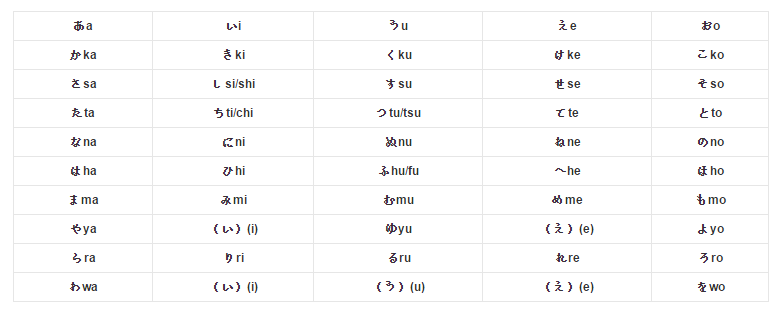 あa いi うu えe おo
かka きki くku けke こko
さsa しsi/shi すsu せse そso
たta ちti/chi つtu/tsu てte とto
なna にni ぬnu ねne のno
はha ひhi ふhu/fu へhe ほho
まma みmi むmu めme もmo
やya （い）(i) ゆyu （え）(e) よyo
らra りri るru れre ろro
わwa （い）(i) （う）(u) （え）(e) をwo